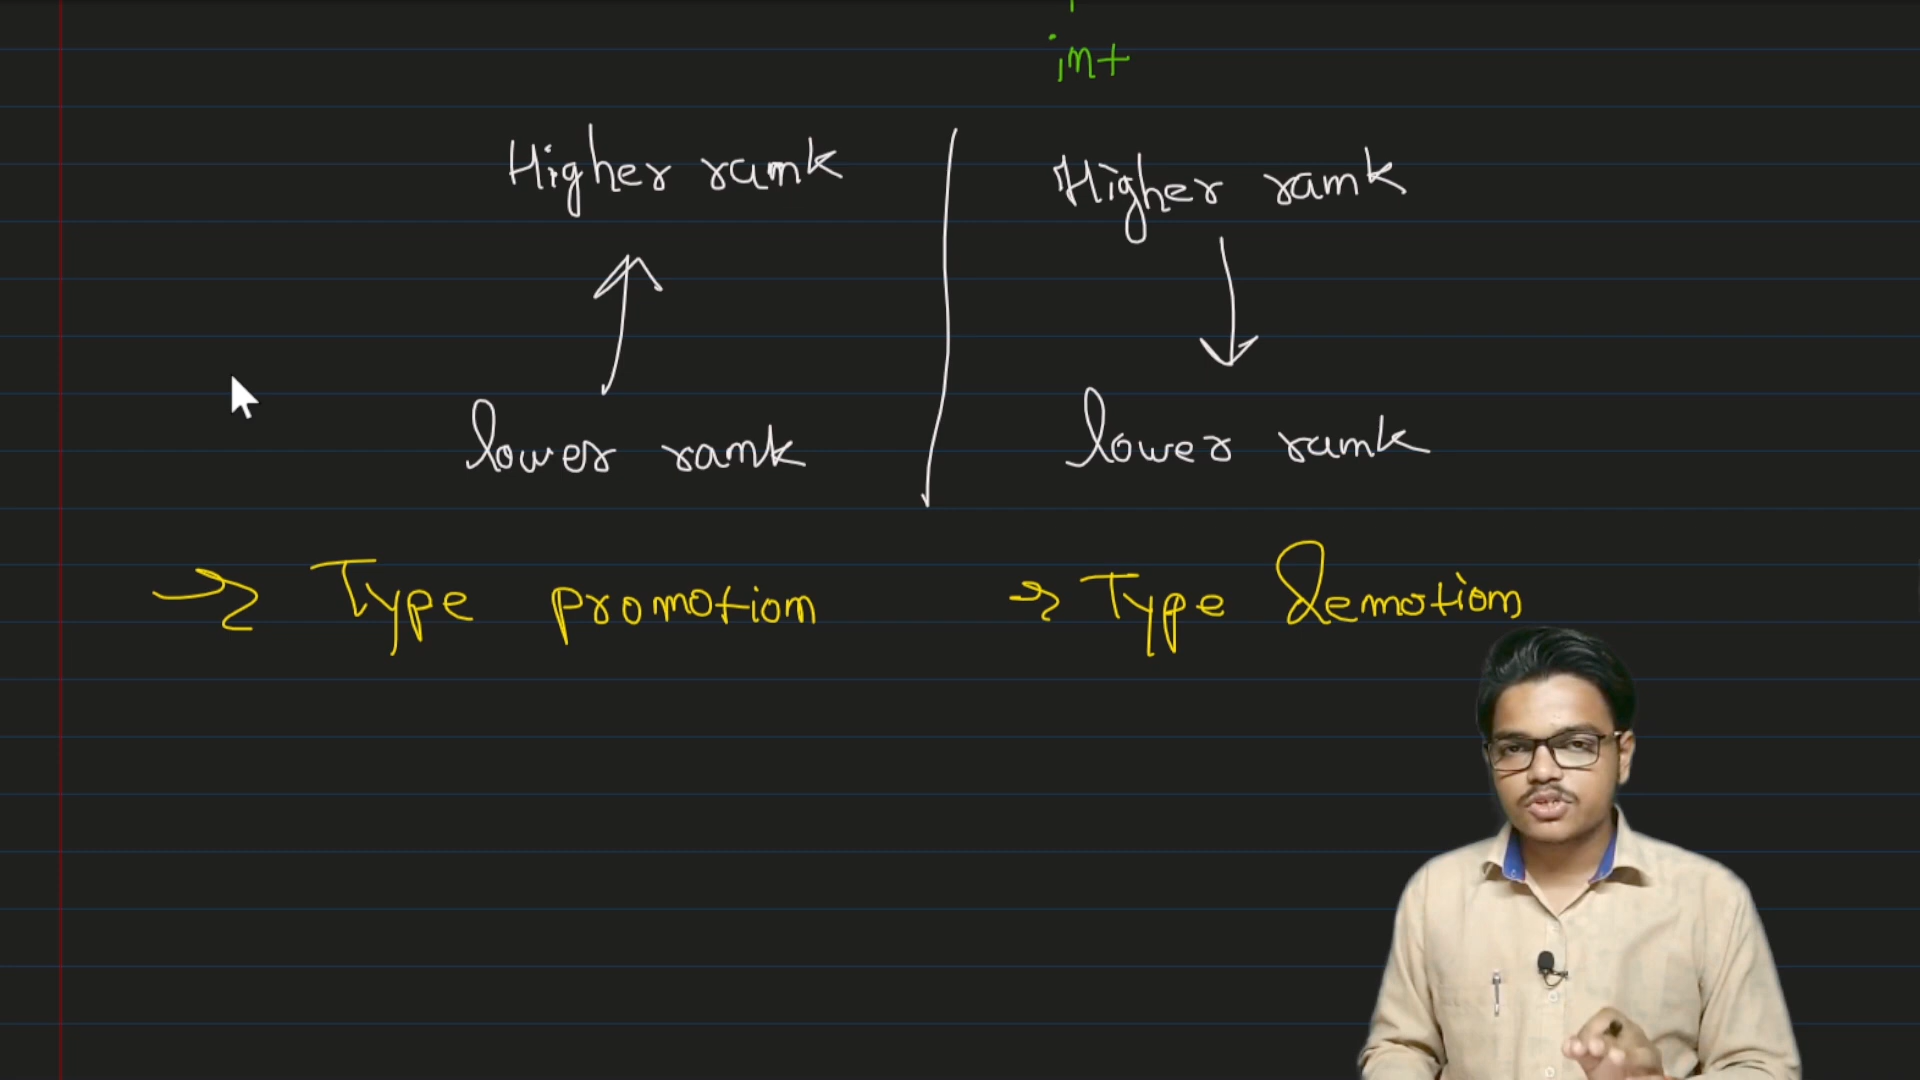 int
Higher rank
Higher rank
lower rank
lower rank
Type promotion
Type Demotion